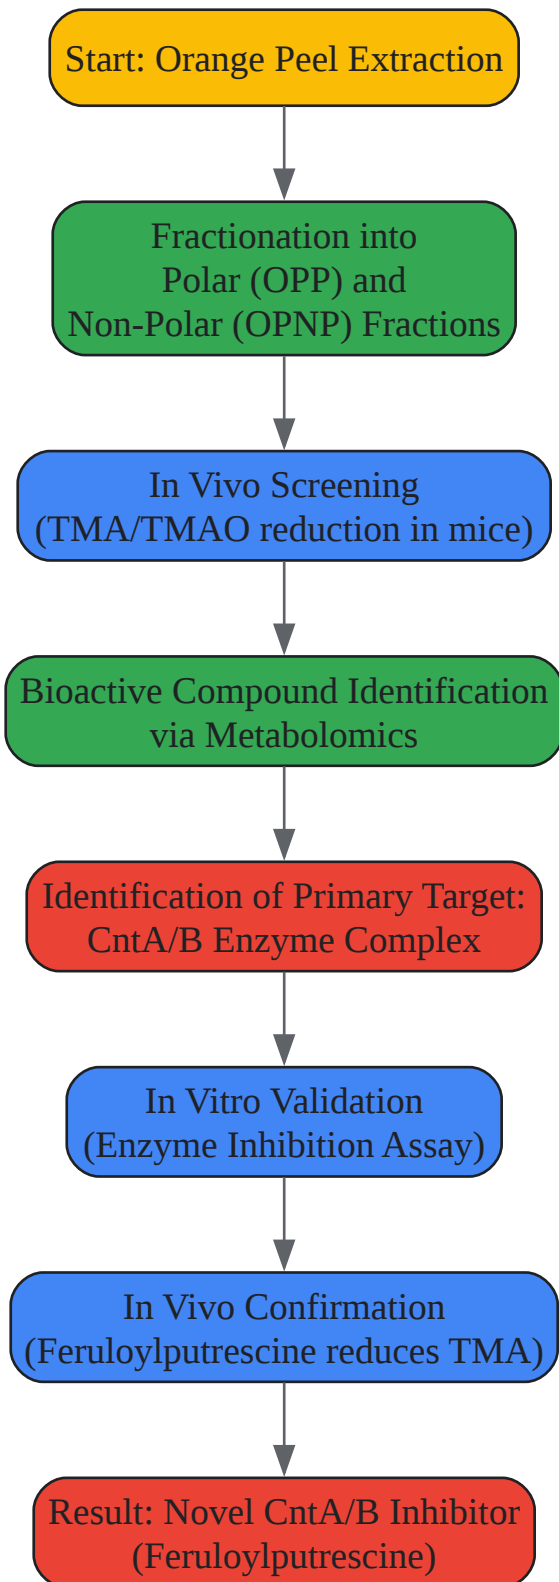 Start: Orange Peel Extraction
Fractionation into
Polar (OPP) and
Non-Polar (OPNP) Fractions
In Vivo Screening
(TMA/TMAO reduction in mice)
Bioactive Compound Identification
via Metabolomics
Identification of Primary Target:
CntA/B Enzyme Complex
In Vitro Validation
(Enzyme Inhibition Assay)
In Vivo Confirmation
(Feruloylputrescine reduces TMA)
Result: Novel CntA/B Inhibitor
(Feruloylputrescine)